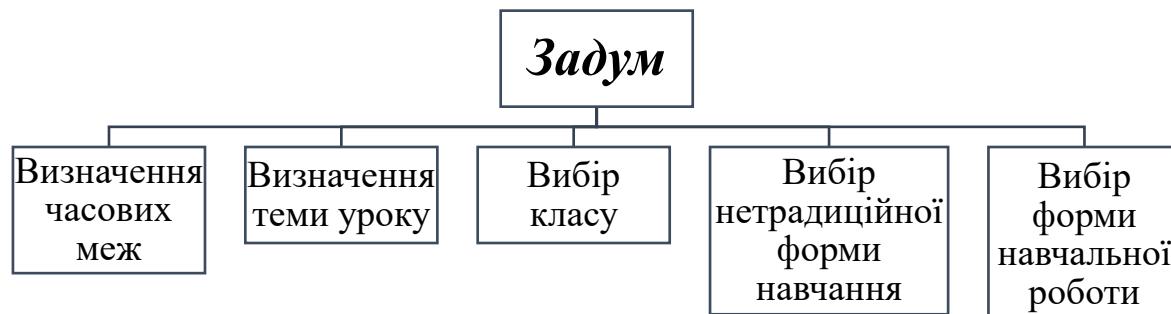 Задум
Визначення
часових
меж
Визначення
теми уроку
Вибір
класу
Вибір
нетрадиційної
форми
навчання
Вибір
форми
навчальної
роботи